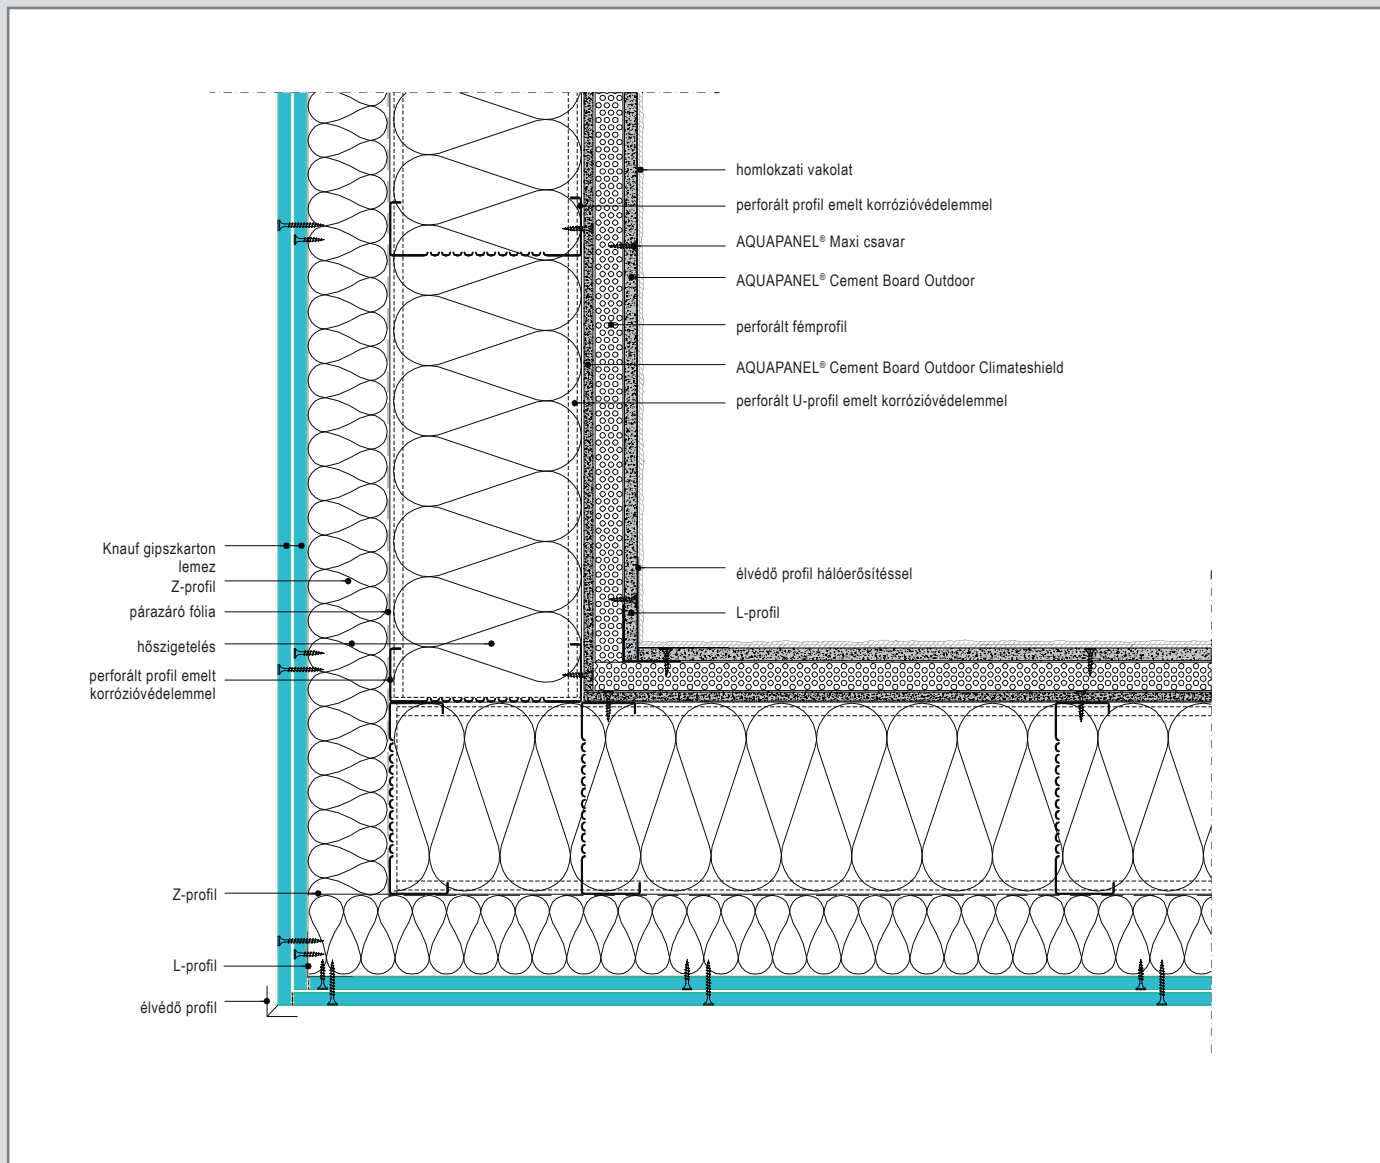 homlokzati vakolat
perforált profil emelt korrózióvédelemmel
AQUAPANEL® Maxi csavar
AQUAPANEL® Cement Board Outdoor
perforált fémprofil
AQUAPANEL® Cement Board Outdoor Climateshield
perforált U-profil emelt korrózióvédelemmel
élvédő profil hálóerősítéssel
L-profil
Knauf gipszkarton
lemez
Z-profil
párazáró fólia
hőszigetelés
perforált profil emelt
korrózióvédelemmel
Z-profil
L-profil
élvédő profil